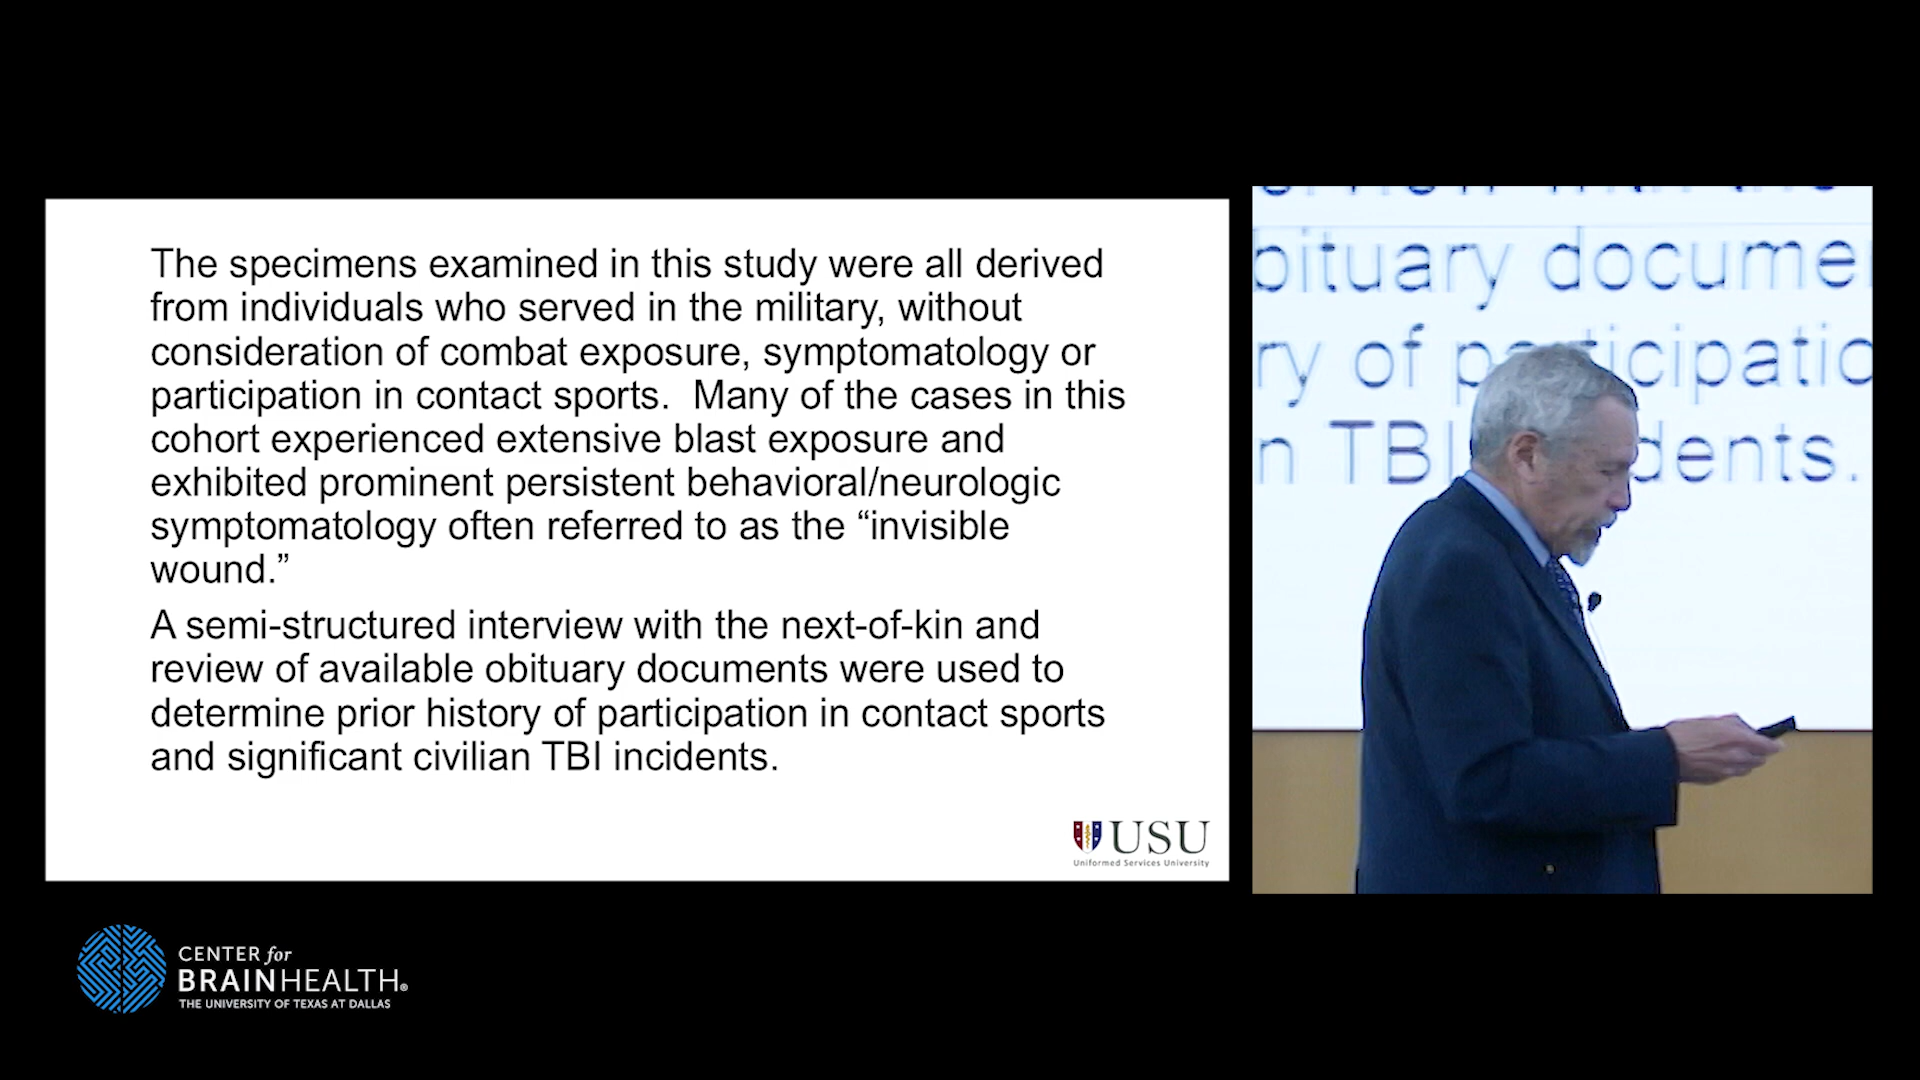 The specimens examined in this study were all derived
from individuals who served in the military, without
consideration of combat exposure, symptomatology or
participation in contact sports.  Many of the cases in this
cohort experienced extensive blast exposure and
exhibited prominent persistent behavioral/neurologic
symptomatology often referred to as the “invisible
wound.”
A semi-structured interview with the next-of-kin and
review of available obituary documents were used to
determine prior history of participation in contact sports
and significant civilian TBI incidents.
USU
Uniformed Services University
bituary docume
ry of participatio
n TBI dents.
CENTER for
BRAINHEALTH®
THE UNIVERSITY OF TEXAS AT DALLAS